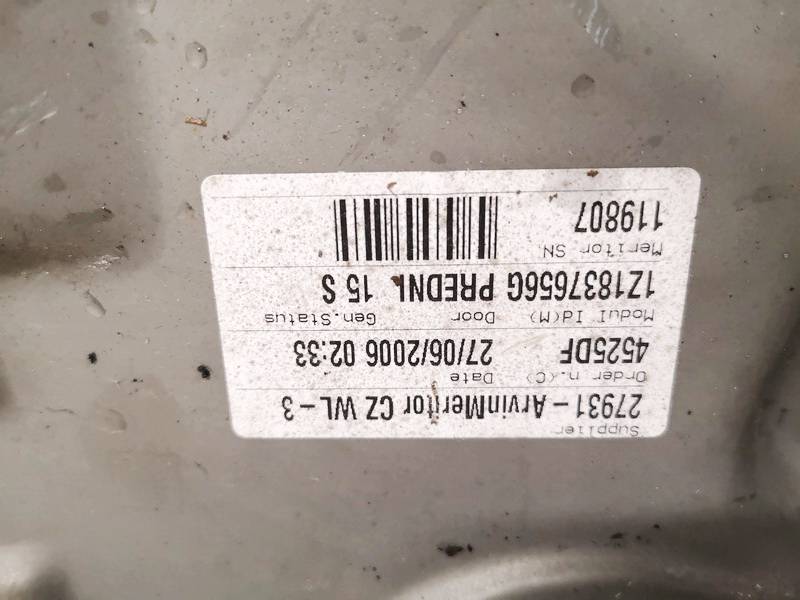 Supplier
27931 - ArvinMeritor CZ WL - 3
Order n.(C) Date
4525DF 27/06/2006 02:33
Modul Id(M) Door Gen.Status
1Z1837656G PREDNL 15 S
Meritor SN
119807